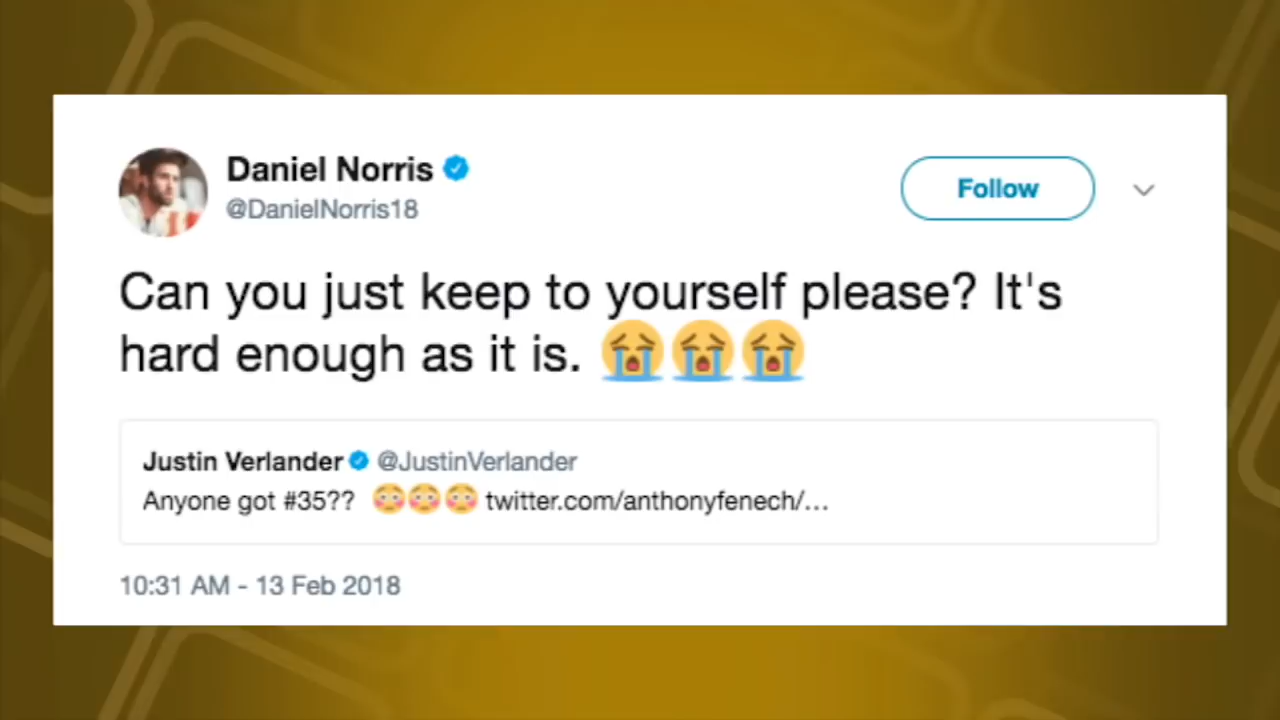 Daniel Norris
@DanielNorris18
Follow
Can you just keep to yourself please? It's
hard enough as it is. 😭😭😭
Justin Verlander @JustinVerlander
Anyone got #35?? 😳😳😳 twitter.com/anthonyfenech/...
10:31 AM - 13 Feb 2018